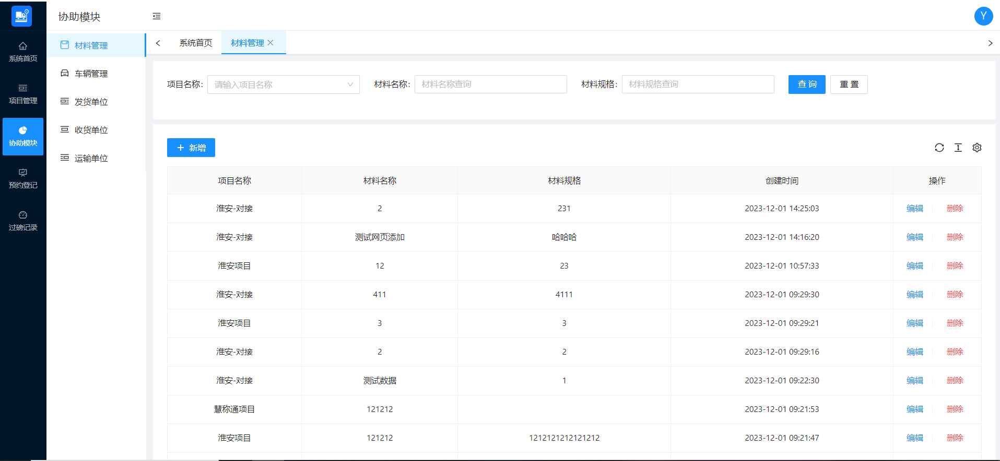 协助模块
Y
系统首页
项目管理
协助模块
预约登记
过磅记录
材料管理
车辆管理
发货单位
收货单位
运输单位
系统首页 材料管理
项目名称: 请输入项目名称 材料名称: 材料名称查询 材料规格: 材料规格查询 查 询 重 置
新增
项目名称 材料名称 材料规格 创建时间 操作
淮安-对接 2 231 2023-12-01 14:25:03 编辑 删除
淮安-对接 测试网页添加 哈哈哈 2023-12-01 14:16:20 编辑 删除
淮安项目 12 23 2023-12-01 10:57:33 编辑 删除
淮安-对接 411 4111 2023-12-01 09:29:30 编辑 删除
淮安项目 3 3 2023-12-01 09:29:21 编辑 删除
淮安-对接 2 2 2023-12-01 09:29:16 编辑 删除
淮安-对接 测试数据 1 2023-12-01 09:22:30 编辑 删除
慧称通项目 121212 2023-12-01 09:21:53 编辑 删除
淮安项目 121212 1212121212121212 2023-12-01 09:21:47 编辑 删除